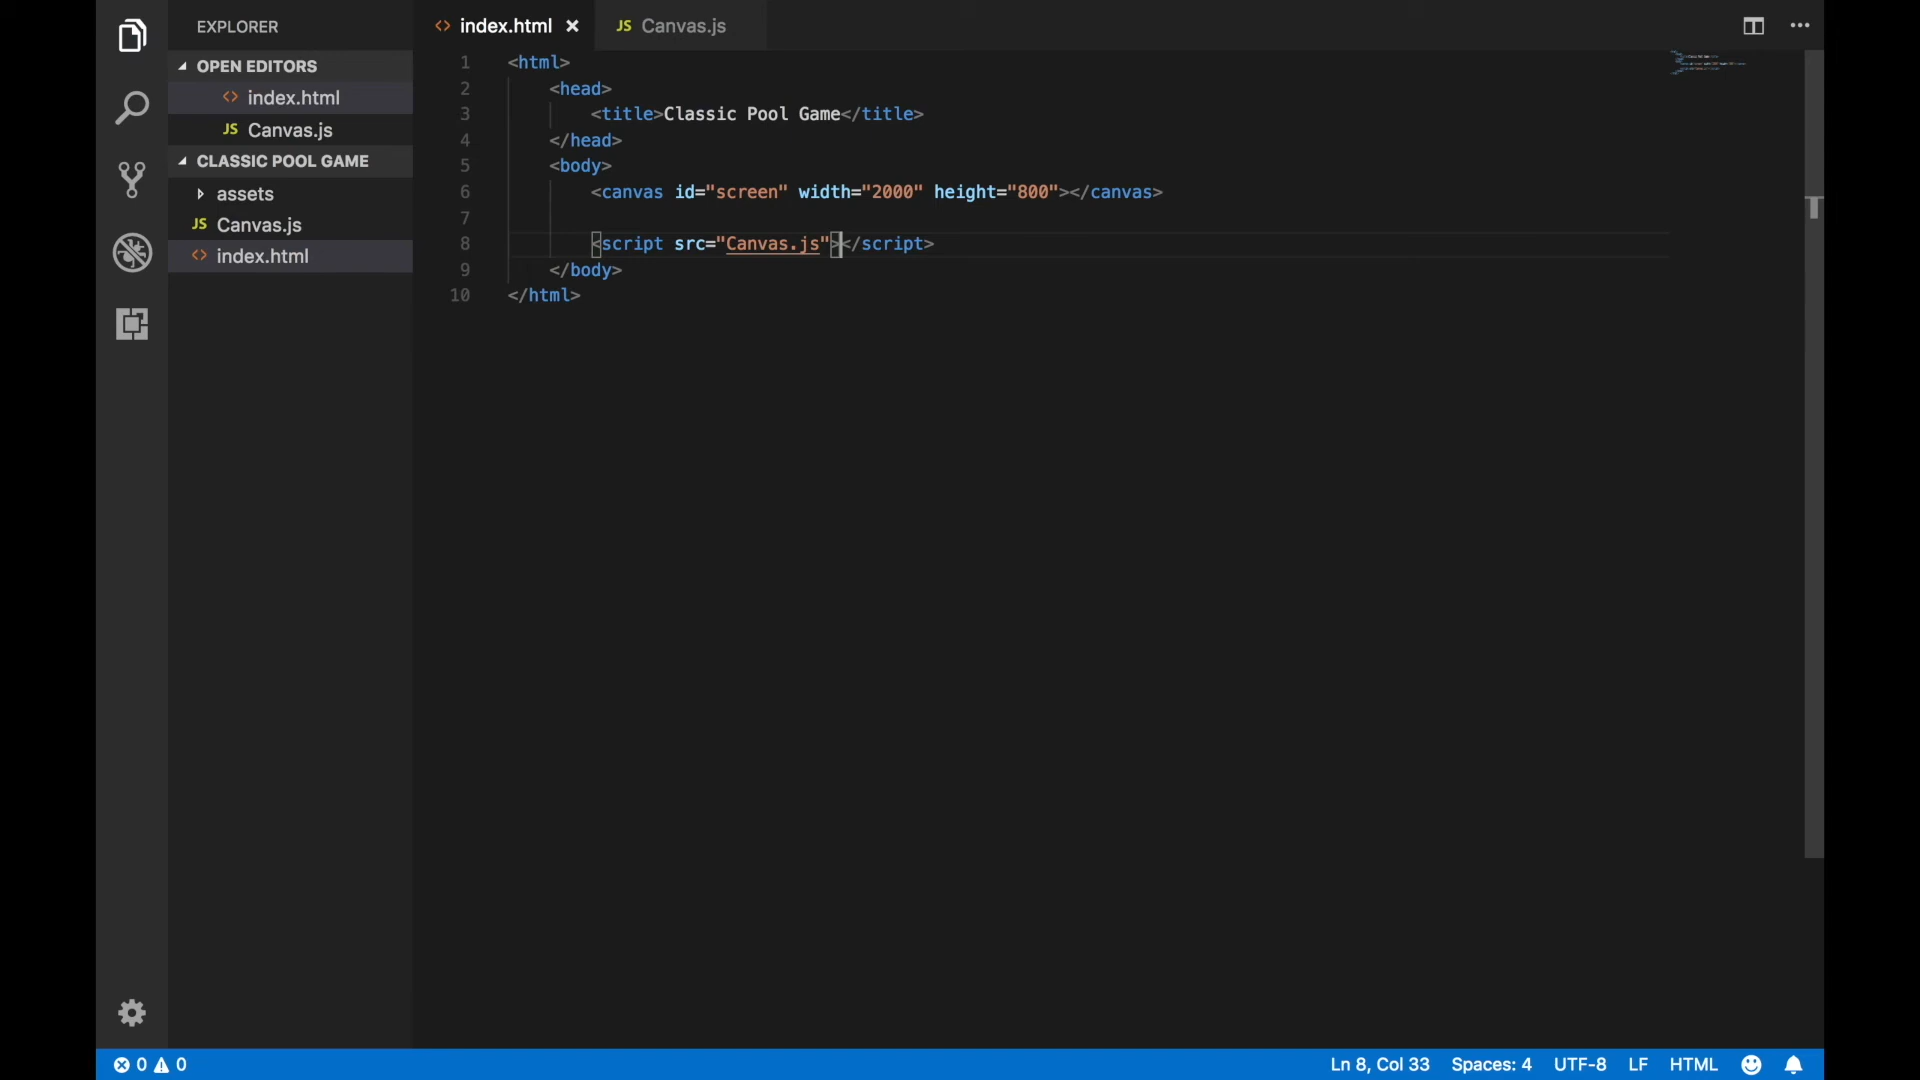 EXPLORER
OPEN EDITORS
<> index.html
JS Canvas.js
CLASSIC POOL GAME
assets
JS Canvas.js
<> index.html
<> index.html ×
JS Canvas.js
1 <html>
2 <head>
3 <title>Classic Pool Game</title>
4 </head>
5 <body>
6 <canvas id="screen" width="2000" height="800"></canvas>
7
8 <script src="Canvas.js"></script>
9 </body>
10 </html>
0 0
Ln 8, Col 33 Spaces: 4 UTF-8 LF HTML